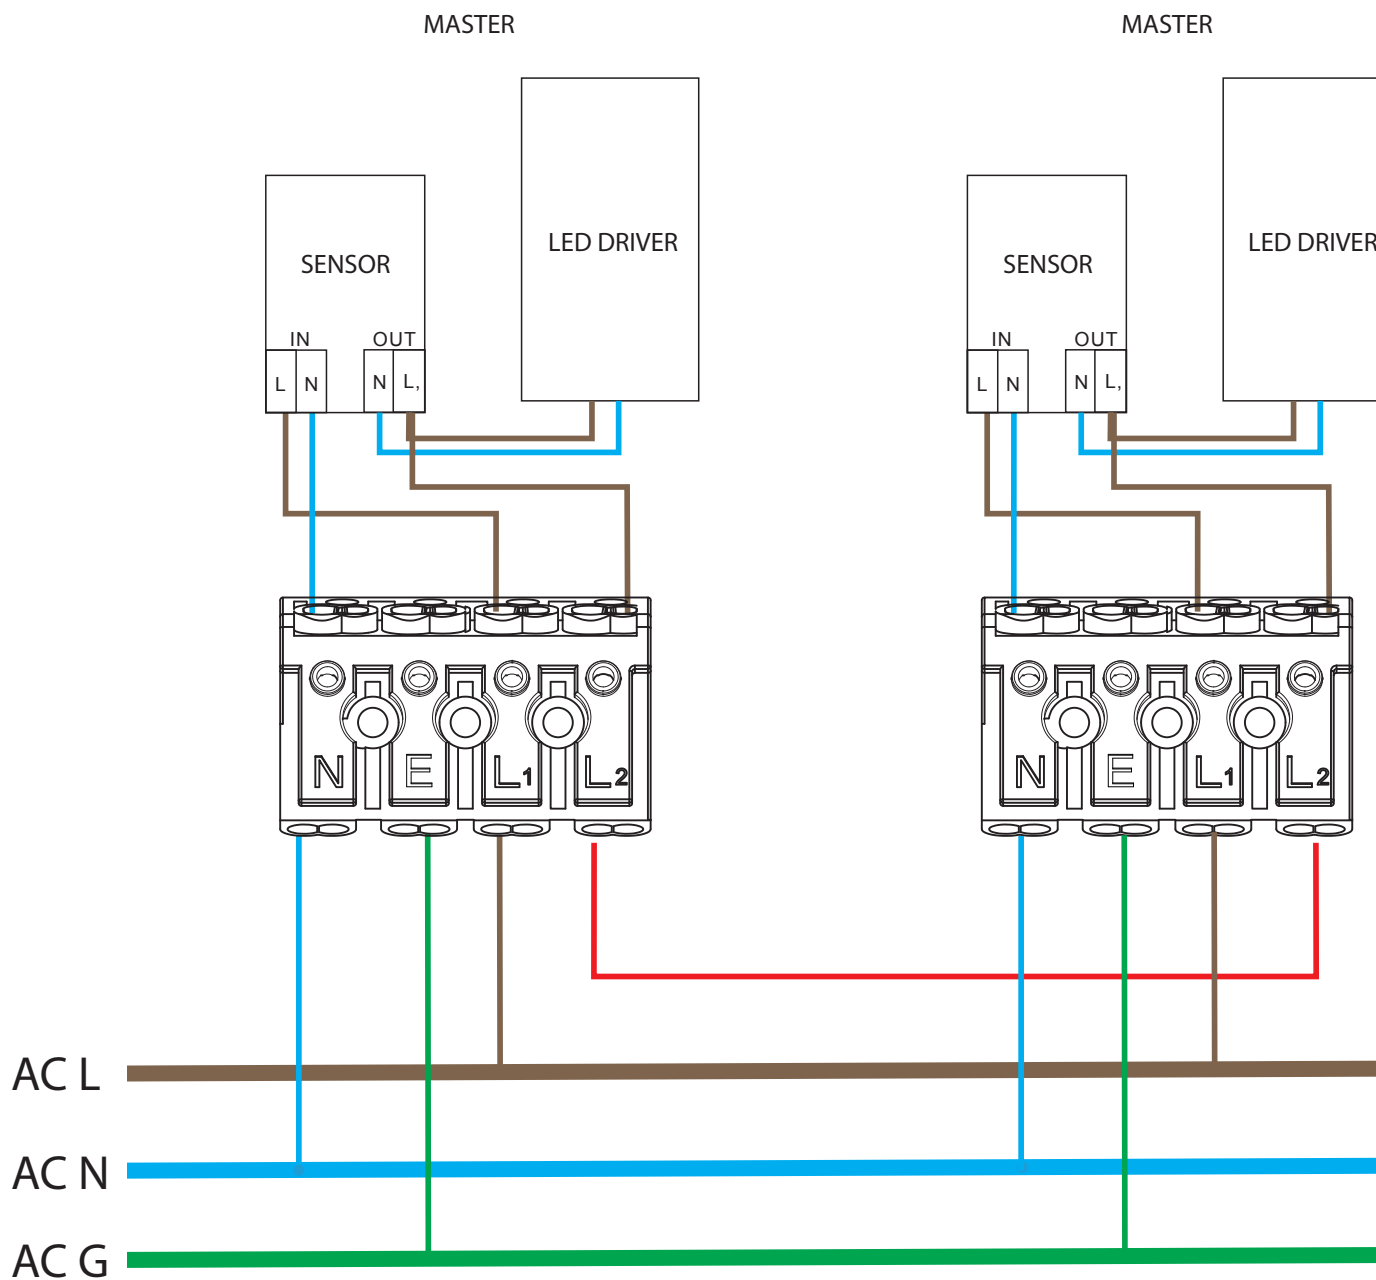 MASTER MASTER
LED DRIVER LED DRIVER
SENSOR SENSOR
IN OUT IN OUT
L N N L, L N N L,
N E L1 L2 N E L1 L2
AC L
AC N
AC G